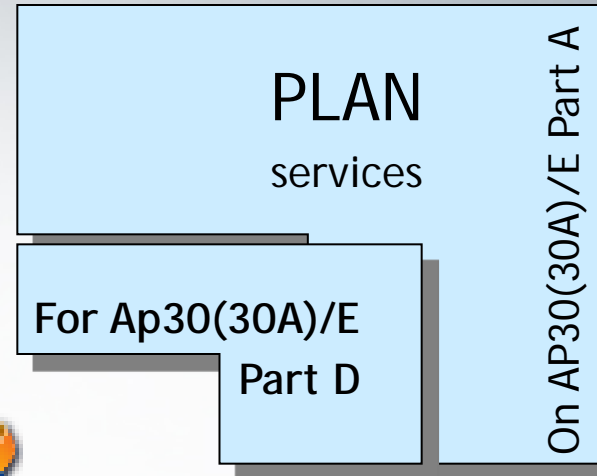 PLAN
services
On AP30(30A)/E Part A
For Ap30(30A)/E
Part D